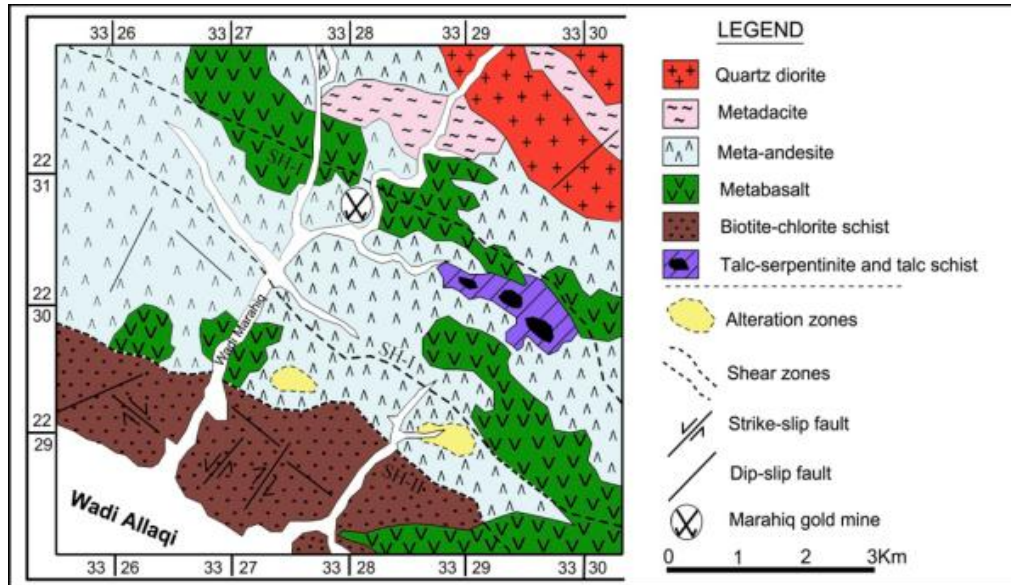 33 26 33 27 33 28 33 29 33 30
LEGEND
Quartz diorite
Metadacite
Meta-andesite
Metabasalt
Biotite-chlorite schist
Talc-serpentinite and talc schist
Alteration zones
Shear zones
Strike-slip fault
Dip-slip fault
Marahiq gold mine
0 1 2 3Km
22
31
22
30
22
29
SH-I
Wadi Marahiq
SH-I
SH-II
Wadi Allaqi
33 26 33 27 33 28 33 29 33 30